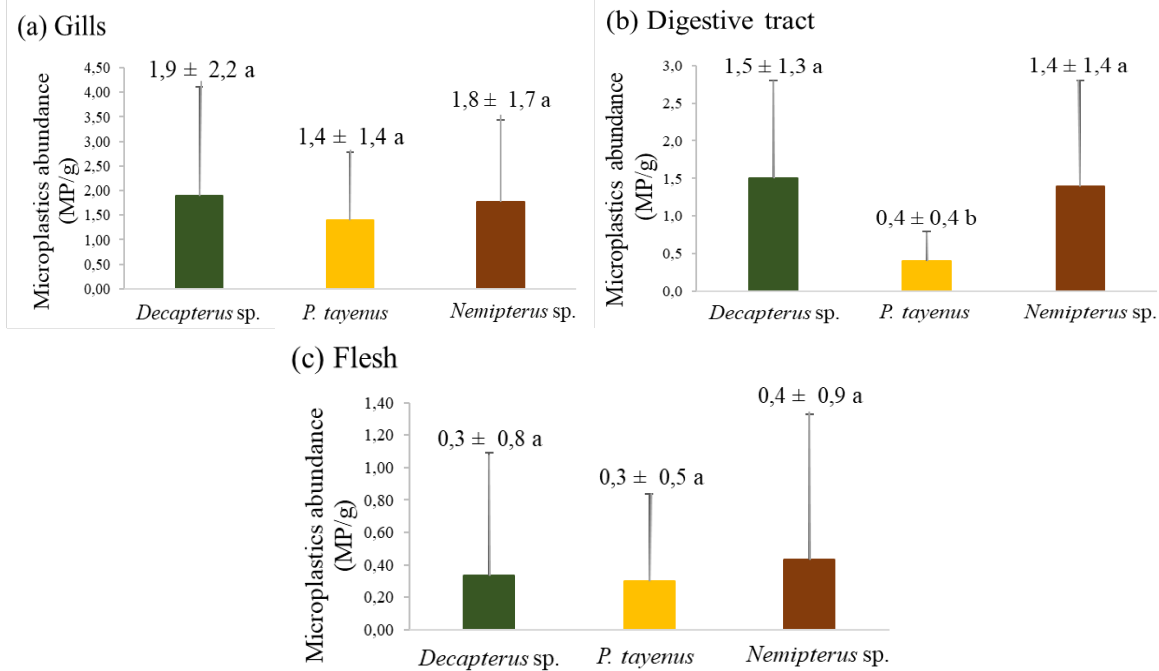 (a) Gills
Microplastics abundance
(MP/g)
4,50
4,00
3,50
3,00
2,50
2,00
1,50
1,00
0,50
0,00
1,9 ± 2,2 a
1,4 ± 1,4 a
1,8 ± 1,7 a
Decapterus sp.
P. tayenus
Nemipterus sp.
(b) Digestive tract
Microplastics abundance
(MP/g)
3,0
2,5
2,0
1,5
1,0
0,5
0,0
1,5 ± 1,3 a
0,4 ± 0,4 b
1,4 ± 1,4 a
Decapterus sp.
P. tayenus
Nemipterus sp.
(c) Flesh
Microplastics abundance
(MP/g)
1,40
1,20
1,00
0,80
0,60
0,40
0,20
0,00
0,3 ± 0,8 a
0,3 ± 0,5 a
0,4 ± 0,9 a
Decapterus sp.
P. tayenus
Nemipterus sp.